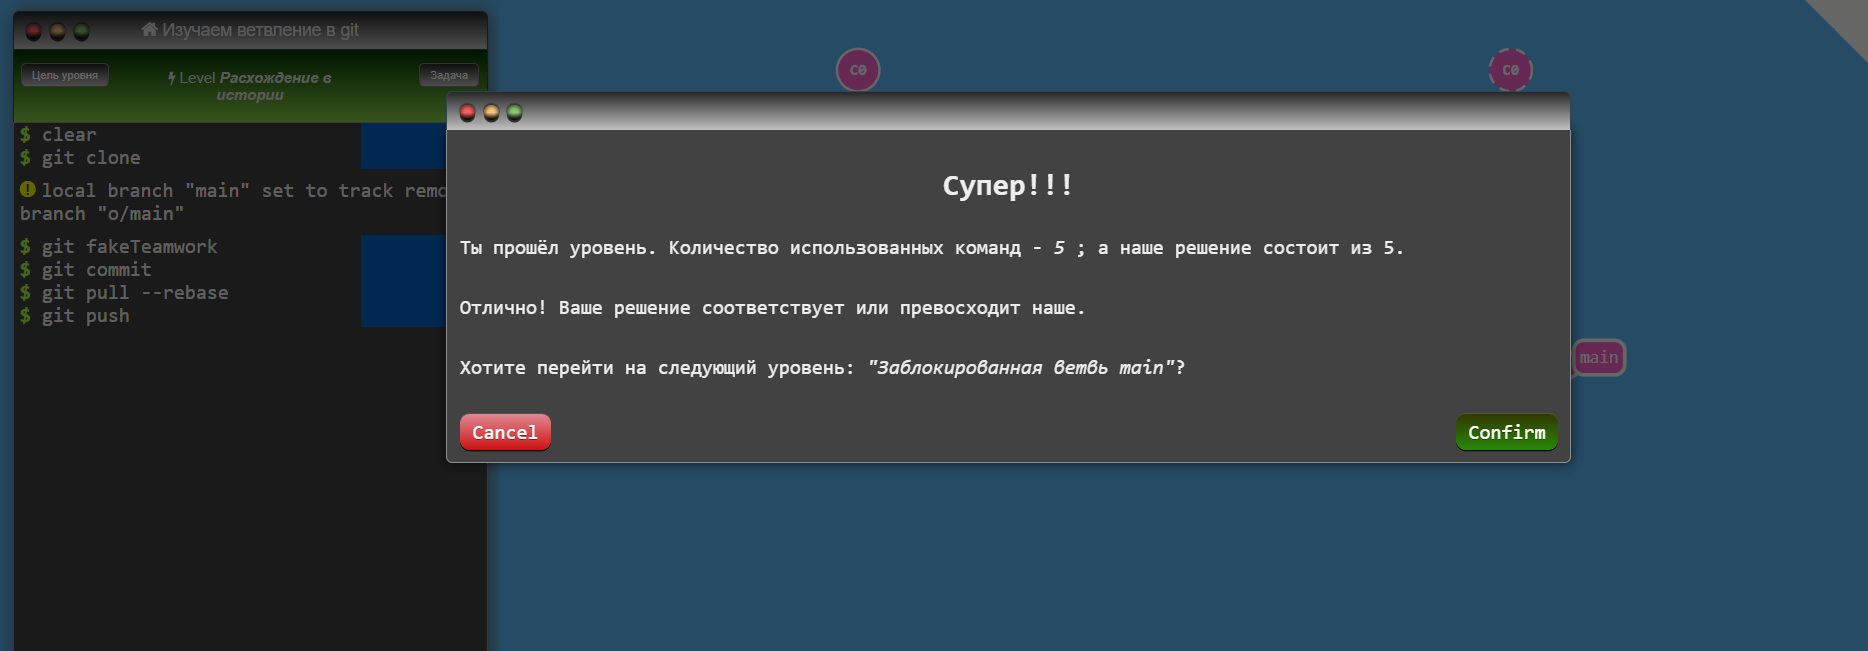 Изучаем ветвление в git
Цель уровня
Level Расхождение в
истории
Задача
$ clear
$ git clone
local branch "main" set to track remo
branch "o/main"
$ git fakeTeamwork
$ git commit
$ git pull --rebase
$ git push
C0
C0
Супер!!!
Ты прошёл уровень. Количество использованных команд - 5 ; а наше решение состоит из 5.
Отлично! Ваше решение соответствует или превосходит наше.
Хотите перейти на следующий уровень: "Заблокированная ветвь main"?
Cancel
Confirm
main